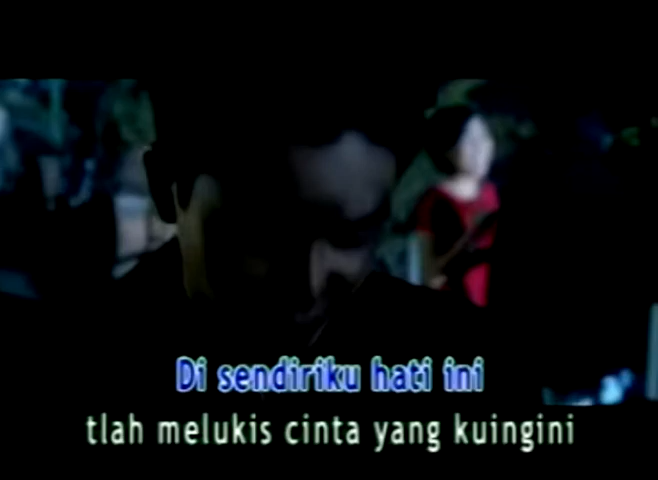 Di sendiriku hati ini
tlah melukis cinta yang kuingini